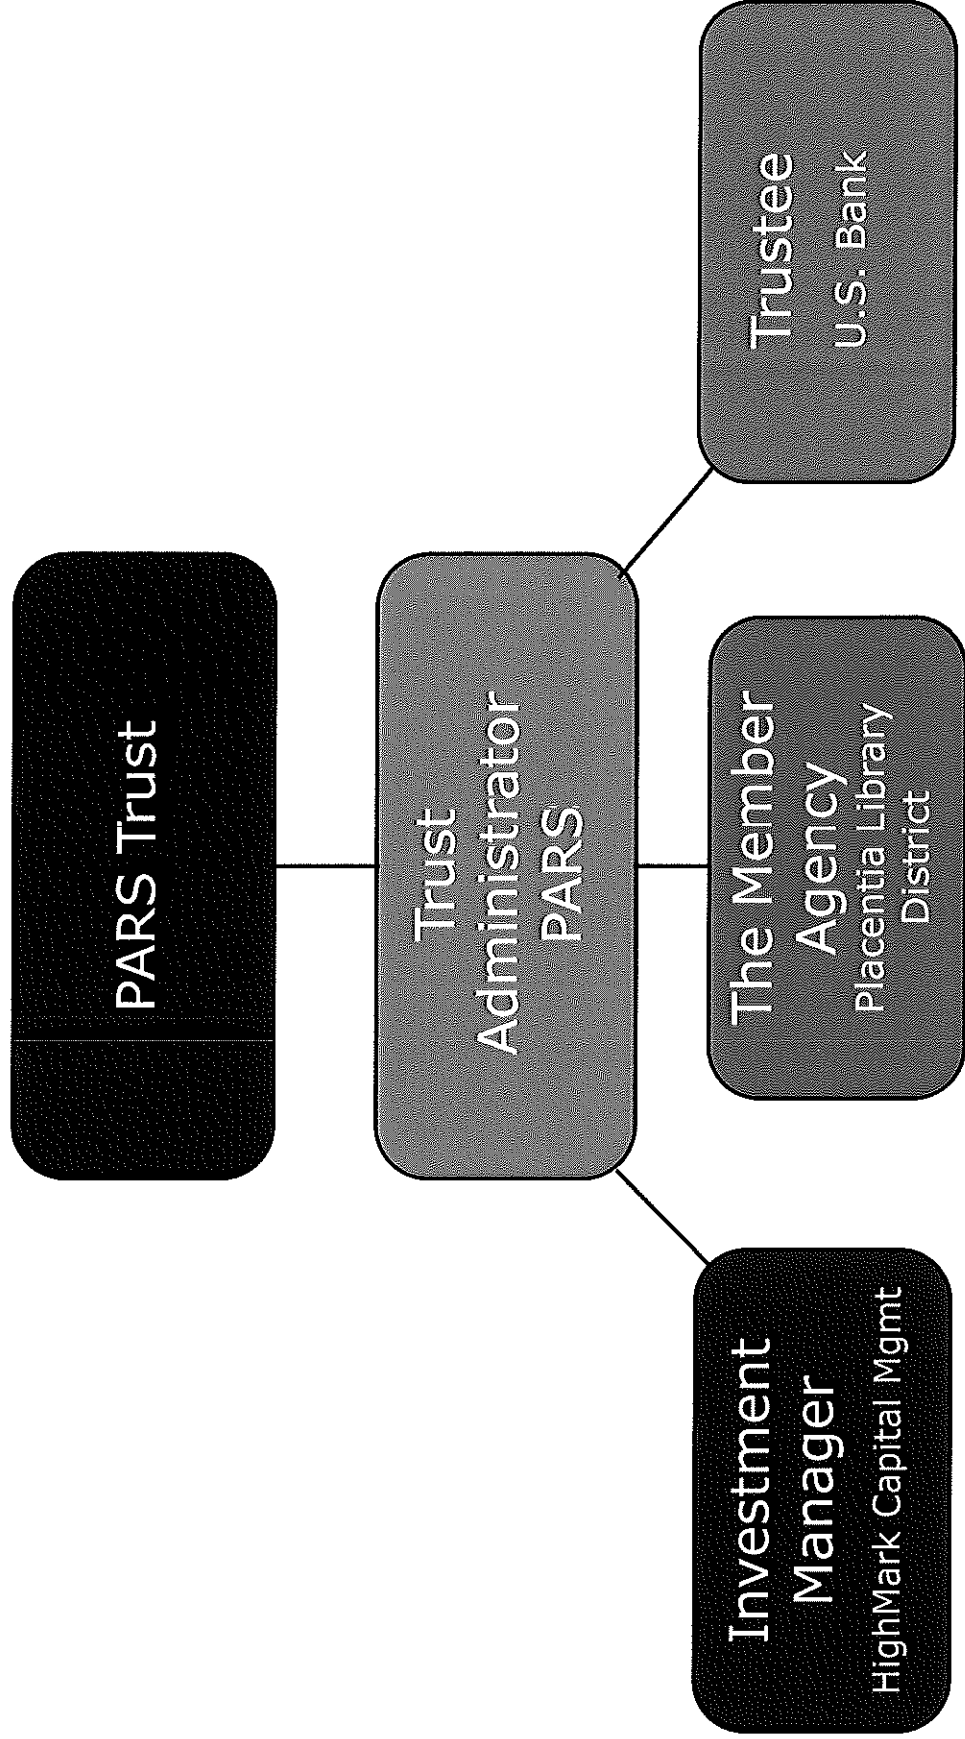 PARS Trust
Trust
Administrator
PARS
Investment
Manager
HighMark Capital Mgmt
The Member
Agency
Placentia Library
District
Trustee
U.S. Bank